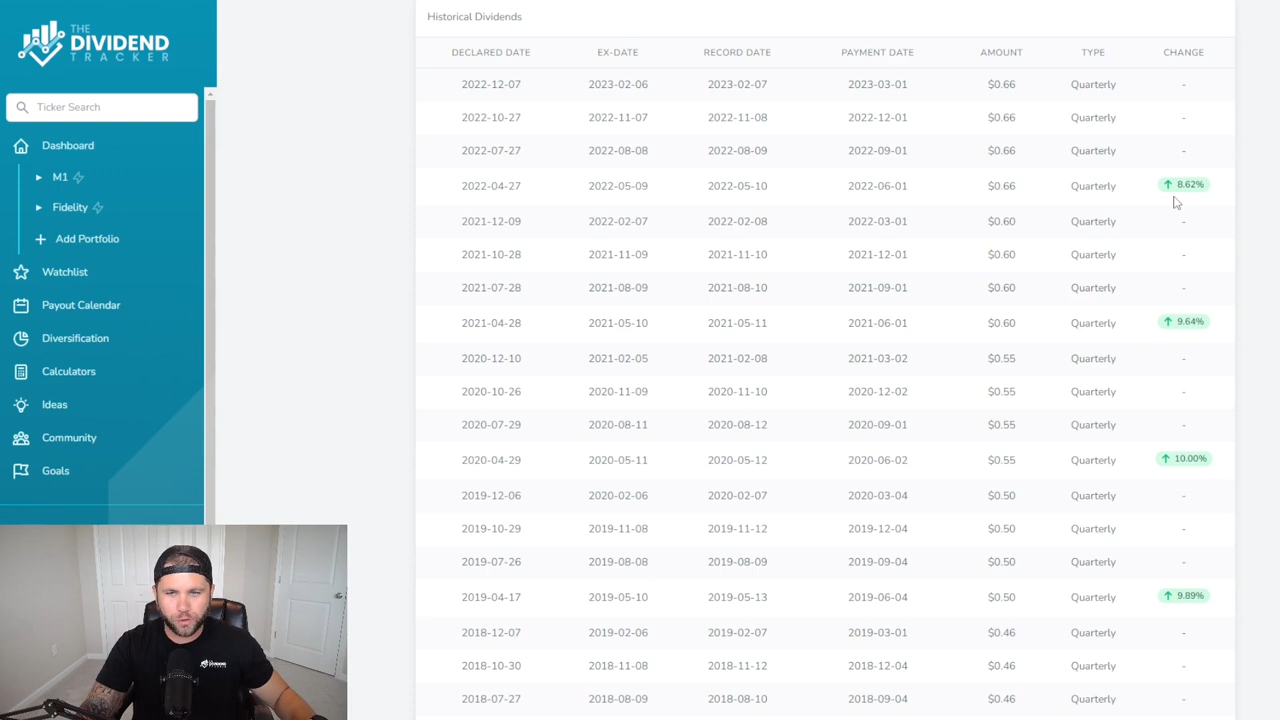 THE
DIVIDEND
TRACKER
Ticker Search
Dashboard
M1
Fidelity
Add Portfolio
Watchlist
Payout Calendar
Diversification
Calculators
Ideas
Community
Goals
Historical Dividends
DECLARED DATE EX-DATE RECORD DATE PAYMENT DATE AMOUNT TYPE CHANGE
2022-12-07 2023-02-06 2023-02-07 2023-03-01 $0.66 Quarterly -
2022-10-27 2022-11-07 2022-11-08 2022-12-01 $0.66 Quarterly -
2022-07-27 2022-08-08 2022-08-09 2022-09-01 $0.66 Quarterly -
2022-04-27 2022-05-09 2022-05-10 2022-06-01 $0.66 Quarterly ↑ 8.62%
2021-12-09 2022-02-07 2022-02-08 2022-03-01 $0.60 Quarterly -
2021-10-28 2021-11-09 2021-11-10 2021-12-01 $0.60 Quarterly -
2021-07-28 2021-08-09 2021-08-10 2021-09-01 $0.60 Quarterly -
2021-04-28 2021-05-10 2021-05-11 2021-06-01 $0.60 Quarterly ↑ 9.64%
2020-12-10 2021-02-05 2021-02-08 2021-03-02 $0.55 Quarterly -
2020-10-26 2020-11-09 2020-11-10 2020-12-02 $0.55 Quarterly -
2020-07-29 2020-08-11 2020-08-12 2020-09-01 $0.55 Quarterly -
2020-04-29 2020-05-11 2020-05-12 2020-06-02 $0.55 Quarterly ↑ 10.00%
2019-12-06 2020-02-06 2020-02-07 2020-03-04 $0.50 Quarterly -
2019-10-29 2019-11-08 2019-11-12 2019-12-04 $0.50 Quarterly -
2019-07-26 2019-08-08 2019-08-09 2019-09-04 $0.50 Quarterly -
2019-04-17 2019-05-10 2019-05-13 2019-06-04 $0.50 Quarterly ↑ 9.89%
2018-12-07 2019-02-06 2019-02-07 2019-03-01 $0.46 Quarterly -
2018-10-30 2018-11-08 2018-11-12 2018-12-04 $0.46 Quarterly -
2018-07-27 2018-08-09 2018-08-10 2018-09-04 $0.46 Quarterly -